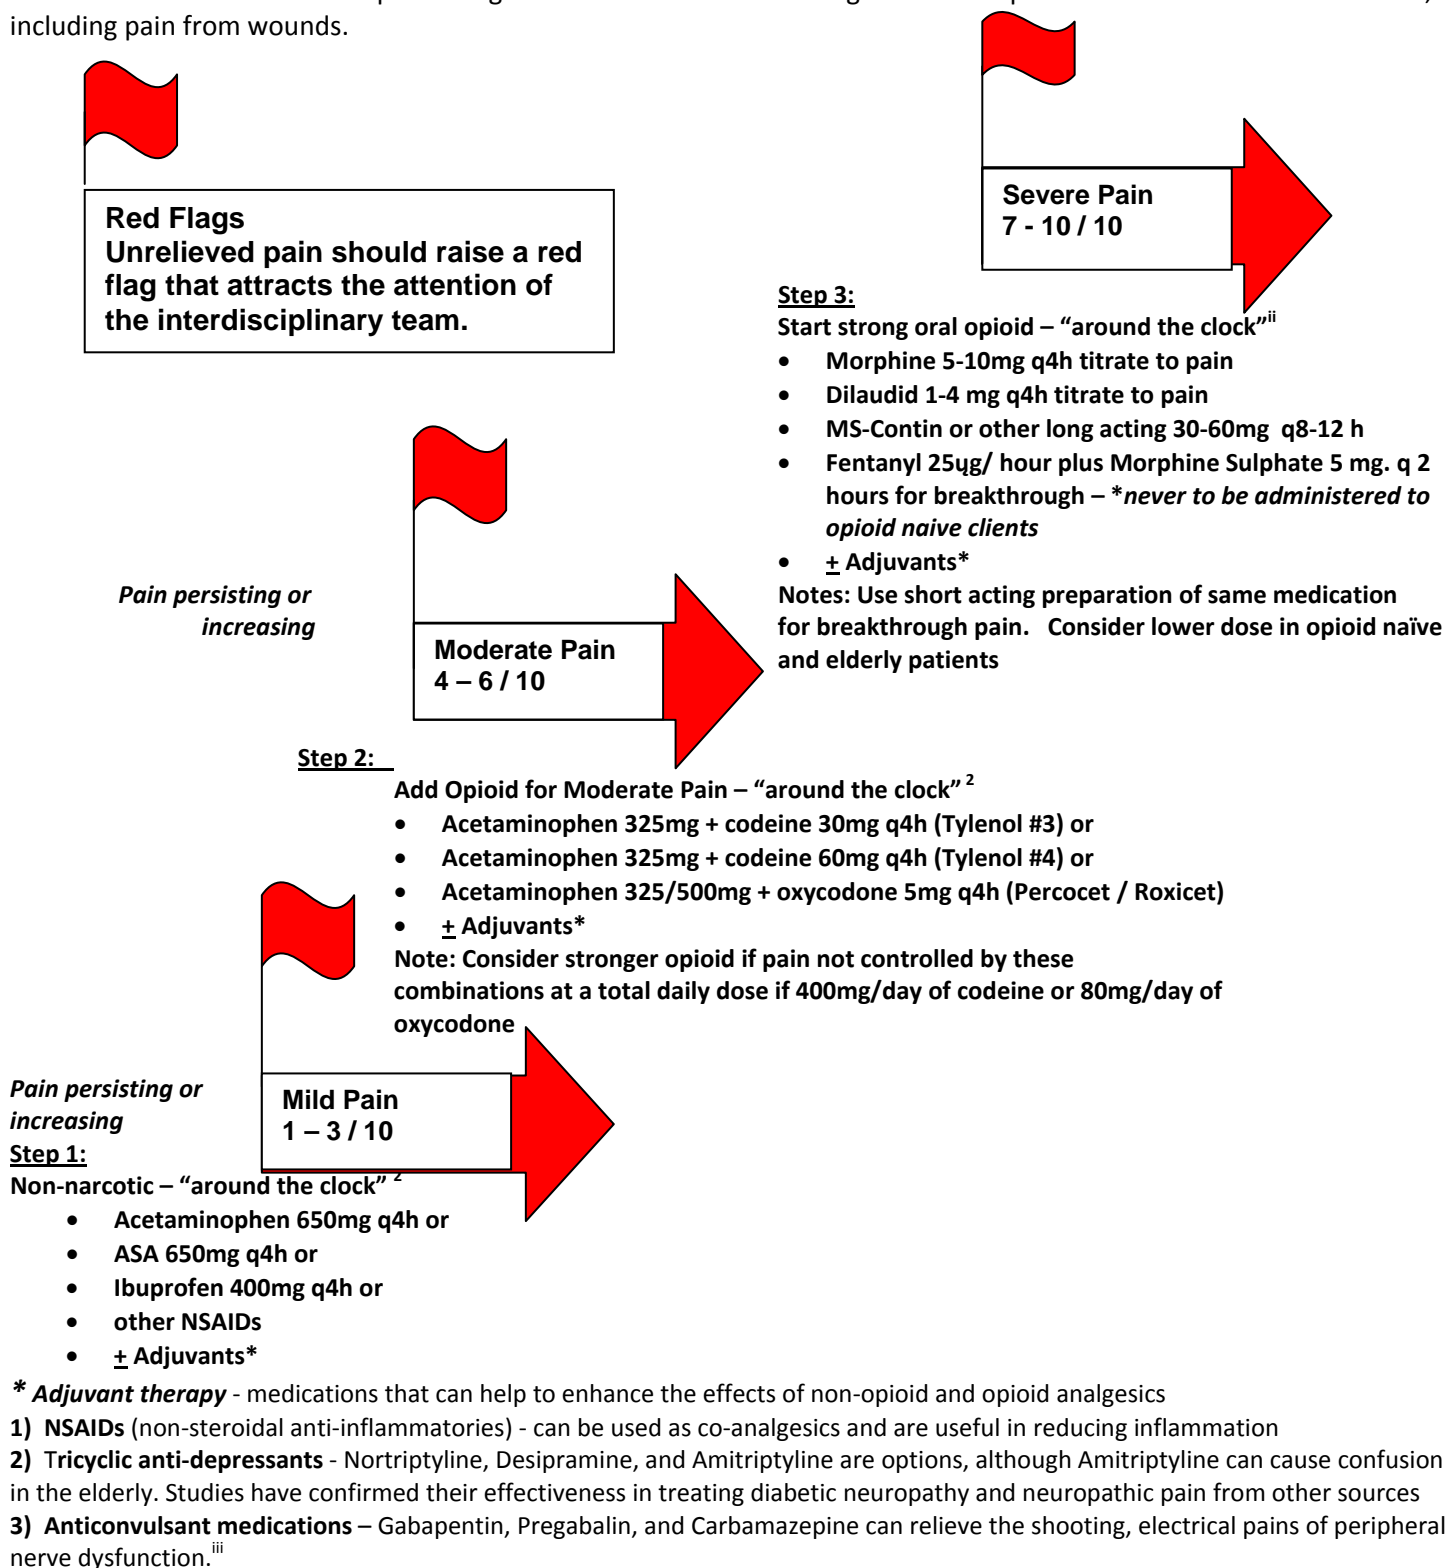 including pain from wounds.
Red Flags
Unrelieved pain should raise a red
flag that attracts the attention of
the interdisciplinary team.
Severe Pain
7 - 10 / 10
Step 3:
Start strong oral opioid – “around the clock”ii
• Morphine 5-10mg q4h titrate to pain
• Dilaudid 1-4 mg q4h titrate to pain
• MS-Contin or other long acting 30-60mg q8-12 h
• Fentanyl 25ųg/ hour plus Morphine Sulphate 5 mg. q 2
hours for breakthrough – *never to be administered to
opioid naive clients
• + Adjuvants*
Notes: Use short acting preparation of same medication
for breakthrough pain. Consider lower dose in opioid naïve
and elderly patients
Pain persisting or
increasing
Moderate Pain
4 – 6 / 10
Step 2:
Add Opioid for Moderate Pain – “around the clock” 2
• Acetaminophen 325mg + codeine 30mg q4h (Tylenol #3) or
• Acetaminophen 325mg + codeine 60mg q4h (Tylenol #4) or
• Acetaminophen 325/500mg + oxycodone 5mg q4h (Percocet / Roxicet)
• + Adjuvants*
Note: Consider stronger opioid if pain not controlled by these
combinations at a total daily dose if 400mg/day of codeine or 80mg/day of
oxycodone
Pain persisting or
increasing
Mild Pain
1 – 3 / 10
Step 1:
Non-narcotic – “around the clock” 2
• Acetaminophen 650mg q4h or
• ASA 650mg q4h or
• Ibuprofen 400mg q4h or
• other NSAIDs
• + Adjuvants*
* Adjuvant therapy - medications that can help to enhance the effects of non-opioid and opioid analgesics
1) NSAIDs (non-steroidal anti-inflammatories) - can be used as co-analgesics and are useful in reducing inflammation
2) Tricyclic anti-depressants - Nortriptyline, Desipramine, and Amitriptyline are options, although Amitriptyline can cause confusion
in the elderly. Studies have confirmed their effectiveness in treating diabetic neuropathy and neuropathic pain from other sources
3) Anticonvulsant medications – Gabapentin, Pregabalin, and Carbamazepine can relieve the shooting, electrical pains of peripheral
nerve dysfunction.iii